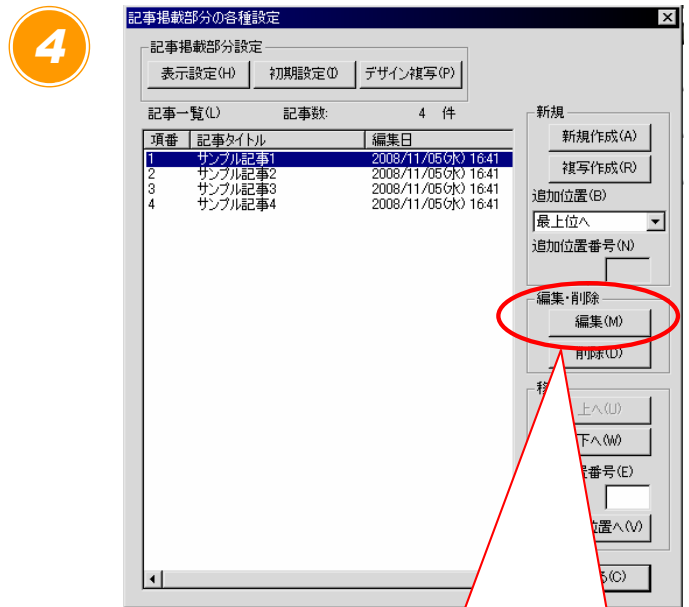 4
記事掲載部分の各種設定
記事掲載部分設定
表示設定(H) 初期設定(I) デザイン複写(P)
記事一覧(L) 記事数: 4 件
項番 記事タイトル 編集日
1 サンプル記事1 2008/11/05(水) 16:41
2 サンプル記事2 2008/11/05(水) 16:41
3 サンプル記事3 2008/11/05(水) 16:41
4 サンプル記事4 2008/11/05(水) 16:41
新規
新規作成(A)
複写作成(R)
追加位置(B)
最上位へ
追加位置番号(N)
編集・削除
編集(M)
削除(D)
上へ(U)
下へ(W)
置番号(E)
位置へ(V)
(C)